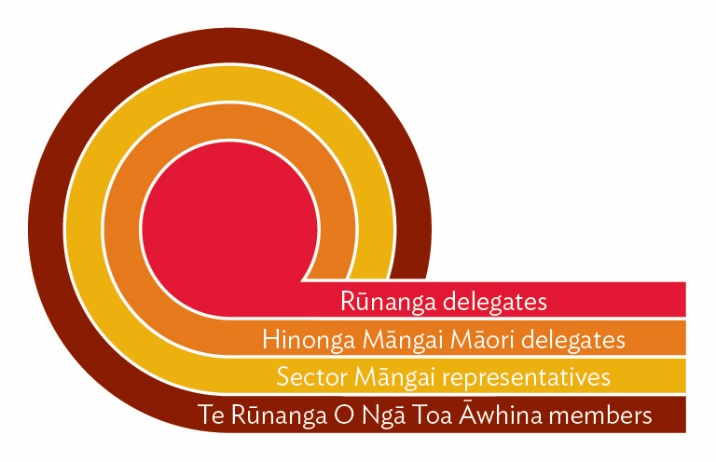 Rūnanga delegates
Hinonga Māngai Māori delegates
Sector Māngai representatives
Te Rūnanga O Ngā Toa Āwhina members